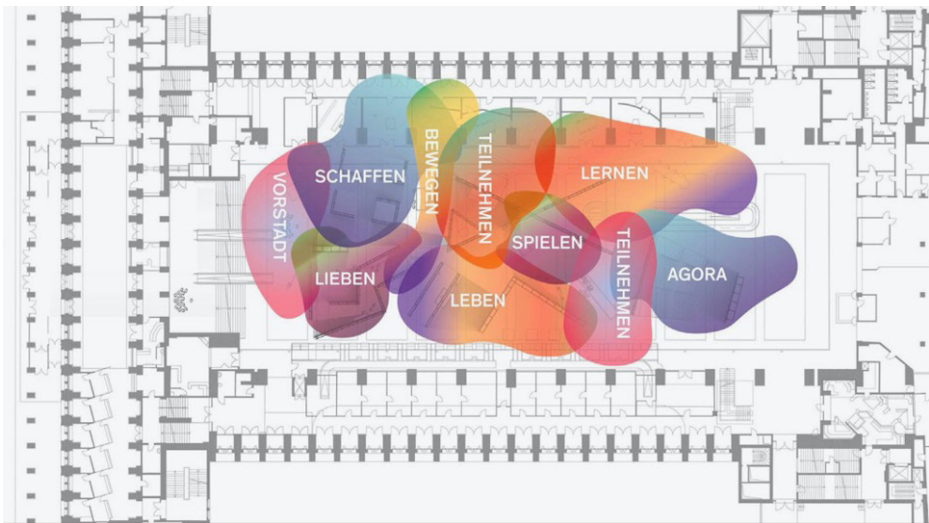 VORSTADT
SCHAFFEN
BEWEGEN
TEILNEHMEN
LERNEN
LIEBEN
LEBEN
SPIELEN
TEILNEHMEN
AGORA